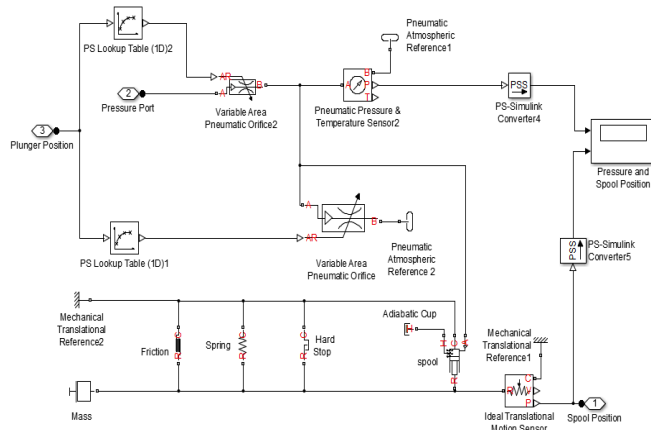 PS Lookup Table (1D)2
Pneumatic
Atmospheric
Reference1
AR
A
B
2
Pressure Port
Variable Area
Pneumatic Orifice2
A
B
P
T
Pneumatic Pressure &
Temperature Sensor2
PSS
PS-Simulink
Converter4
3
Plunger Position
Pressure and
Spool Position
A
B
AR
PS Lookup Table (1D)1
Variable Area
Pneumatic Orifice
Pneumatic
Atmospheric
Reference 2
PSS
PS-Simulink
Converter5
Mechanical
Translational
Reference2
Adiabatic Cup
Mechanical
Translational
Reference1
C
R
Friction
C
R
Spring
C
R
Hard
Stop
H
H
C
A
R
spool
Mass
R
C
V
P
Ideal Translational
Motion Sensor
1
Spool Position